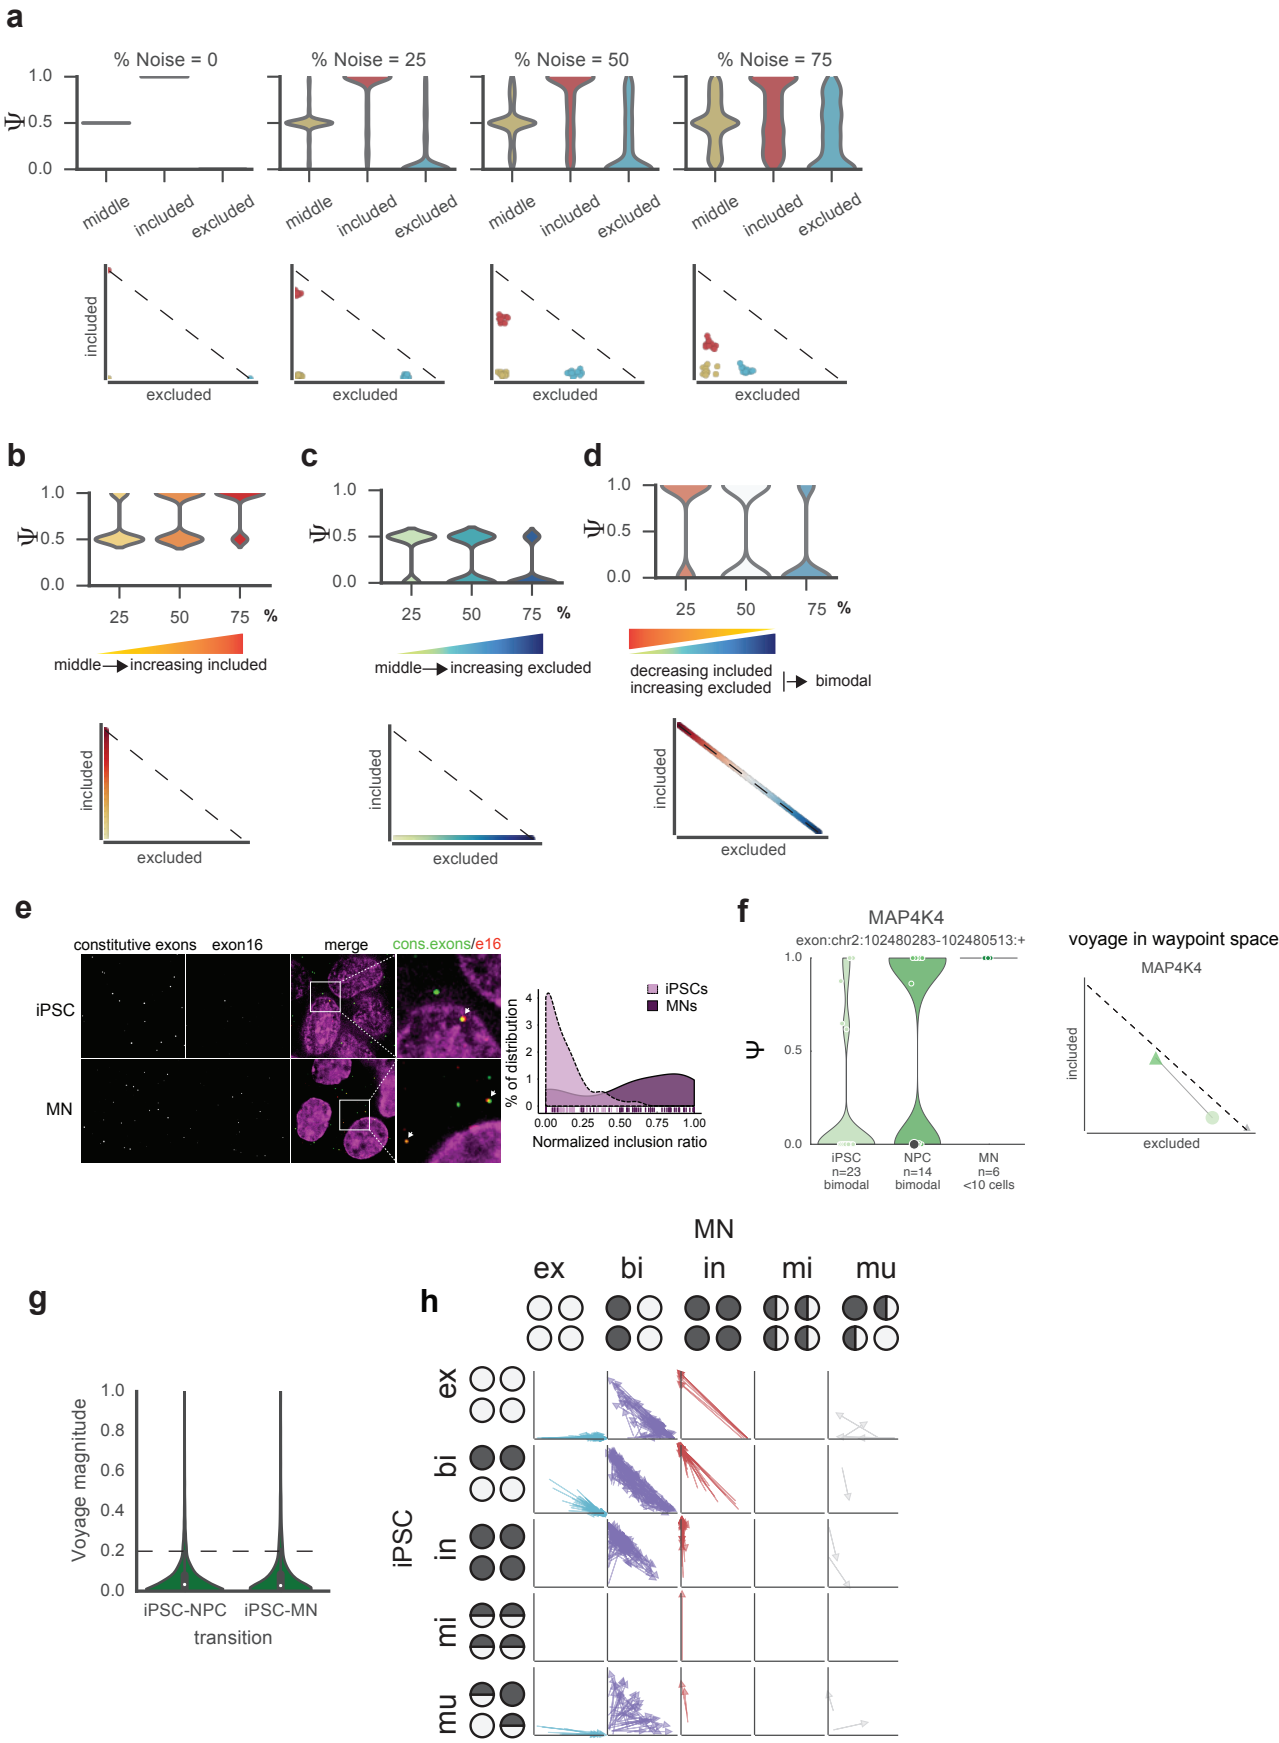 a
% Noise = 0
% Noise = 25
% Noise = 50
% Noise = 75
Ψ
1.0
0.5
0.0
middle
included
excluded
middle
included
excluded
middle
included
excluded
middle
included
excluded
included
excluded
excluded
excluded
excluded
b
Ψ
1.0
0.5
0.0
25
50
75
%
middle → increasing included
included
excluded
c
Ψ
1.0
0.5
0.0
25
50
75
%
middle → increasing excluded
included
excluded
d
Ψ
1.0
0.5
0.0
25
50
75
%
decreasing included
increasing excluded
bimodal
included
excluded
e
constitutive exons
exon16
merge
cons.exons/e16
iPSC
MN
iPSCs
MNs
% of distribution
4
3
2
1
0
0
0.25
0.50
0.75
1.00
Normalized inclusion ratio
f
MAP4K4
exon:chr2:102480283-102480513:+
Ψ
1.0
0.5
0.0
iPSC
n=23
bimodal
NPC
n=14
bimodal
MN
n=6
<10 cells
voyage in waypoint space
MAP4K4
included
excluded
g
Voyage magnitude
1.0
0.8
0.6
0.4
0.2
0.0
iPSC-NPC
iPSC-MN
transition
h
MN
ex
bi
in
mi
mu
iPSC
ex
bi
in
mi
mu